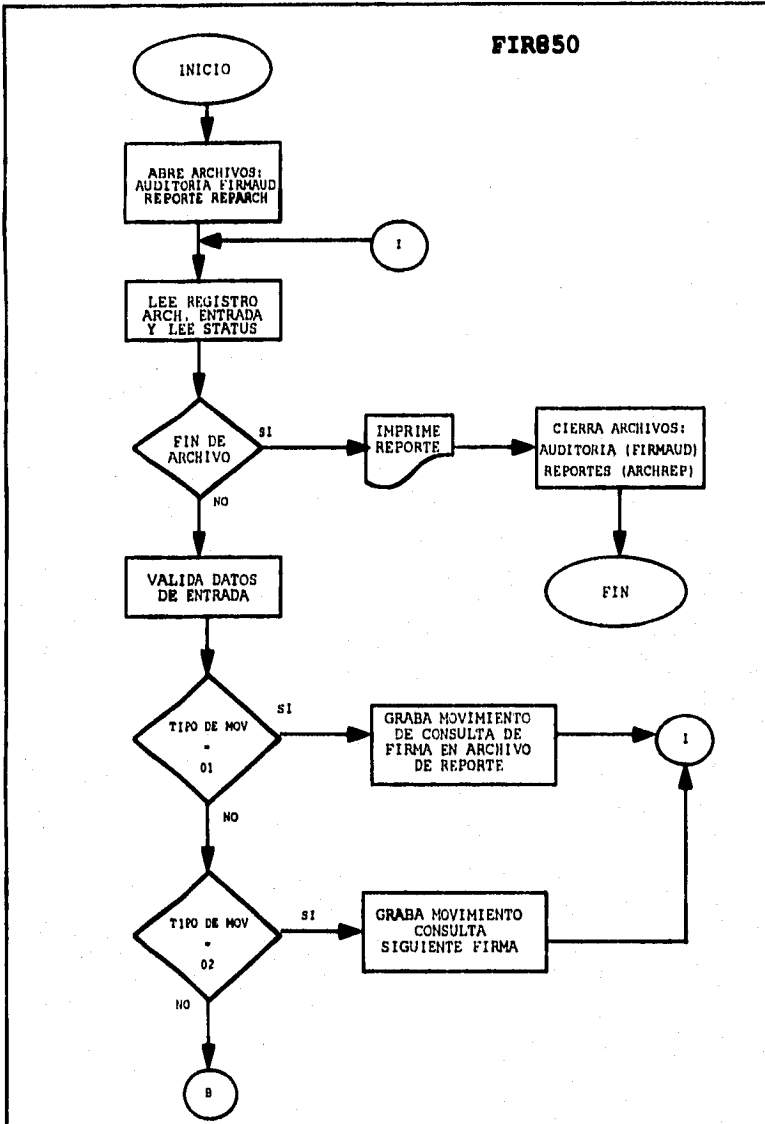 FIR850
INICIO
ABRE ARCHIVOS:
AUDITORIA FIRMAUD
REPORTE REPARCH
I
LEE REGISTRO
ARCH. ENTRADA
Y LEE STATUS
FIN DE
ARCHIVO
SI
NO
IMPRIME
REPORTE
CIERRA ARCHIVOS:
AUDITORIA (FIRMAUD)
REPORTES (ARCHREP)
FIN
VALIDA DATOS
DE ENTRADA
TIPO DE MOV
=
01
SI
NO
GRABA MOVIMIENTO
DE CONSULTA DE
FIRMA EN ARCHIVO
DE REPORTE
I
TIPO DE MOV
=
02
SI
NO
GRABA MOVIMIENTO
CONSULTA
SIGUIENTE FIRMA
B